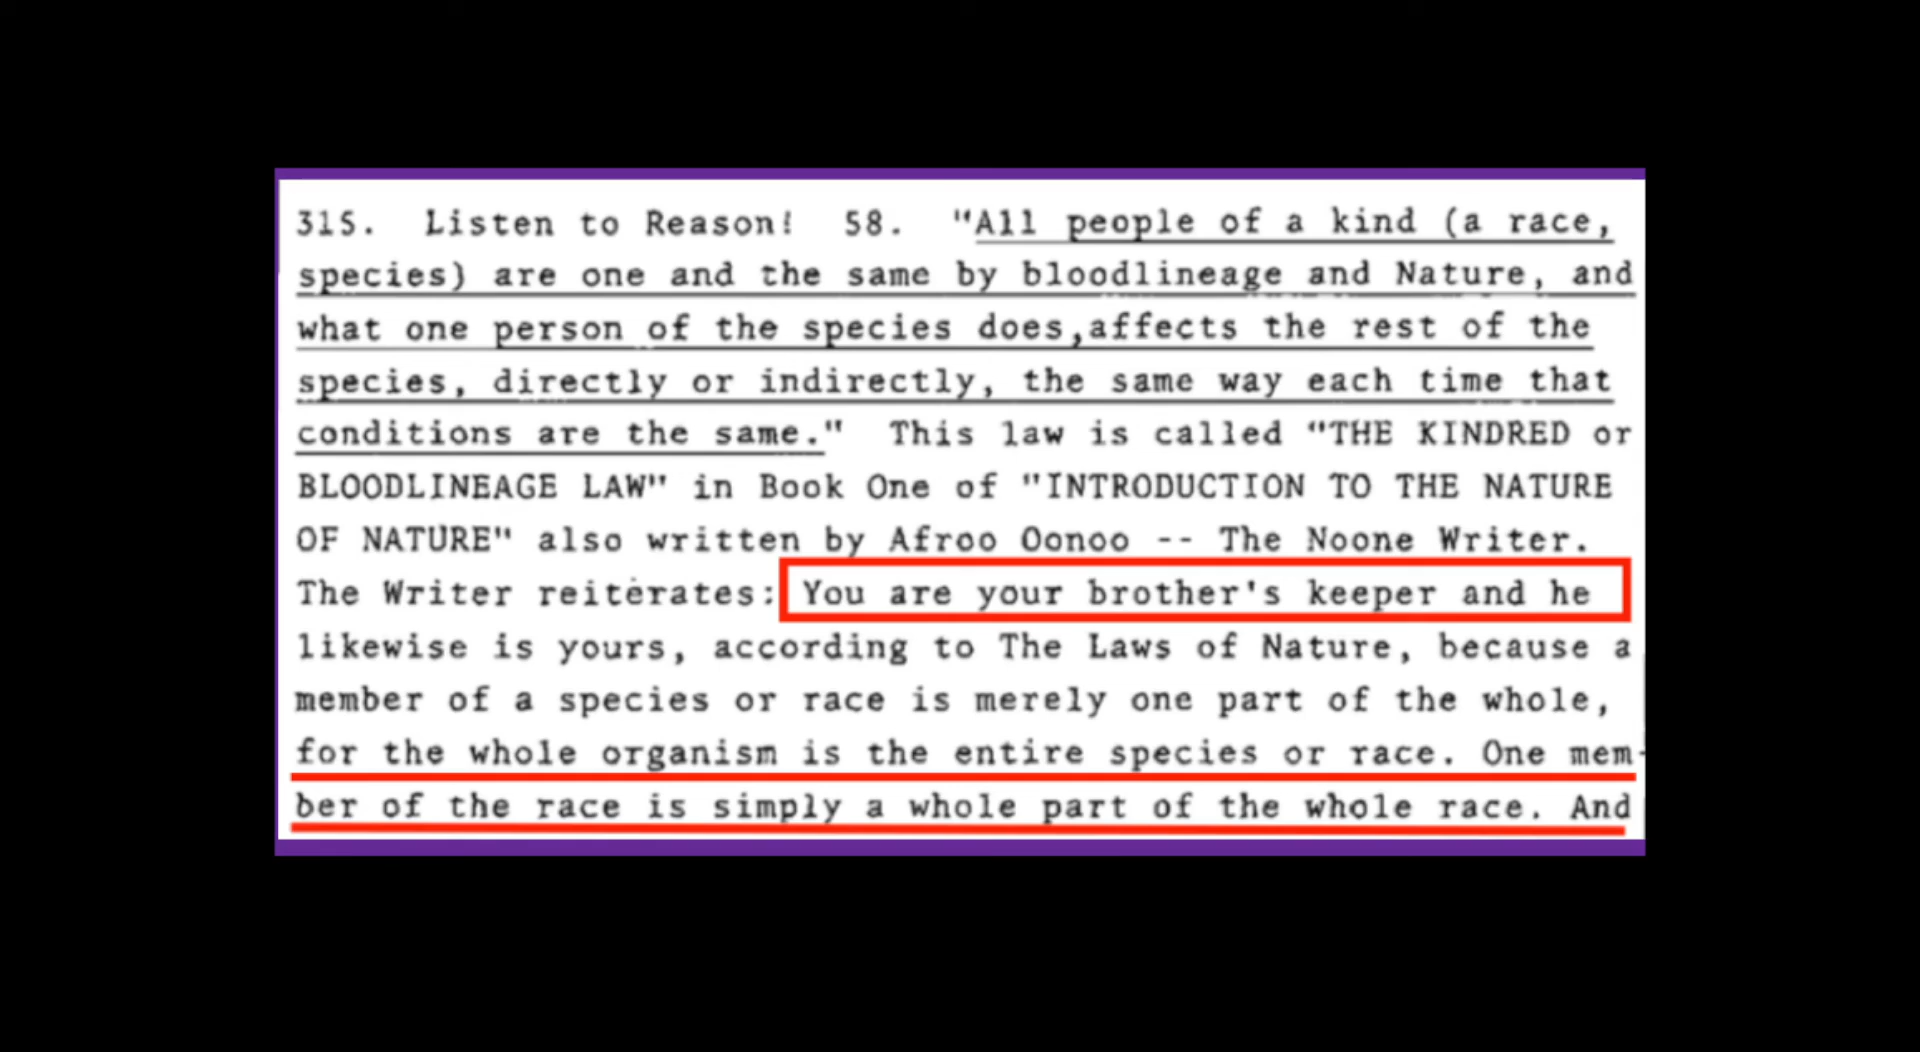 315. Listen to Reason! 58. "All people of a kind (a race,
species) are one and the same by bloodlineage and Nature, and
what one person of the species does,affects the rest of the
species, directly or indirectly, the same way each time that
conditions are the same." This law is called "THE KINDRED or
BLOODLINEAGE LAW" in Book One of "INTRODUCTION TO THE NATURE
OF NATURE" also written by Afroo Oonoo -- The Noone Writer.
The Writer reiterates: You are your brother's keeper and he
likewise is yours, according to The Laws of Nature, because a
member of a species or race is merely one part of the whole,
for the whole organism is the entire species or race. One mem-
ber of the race is simply a whole part of the whole race. And